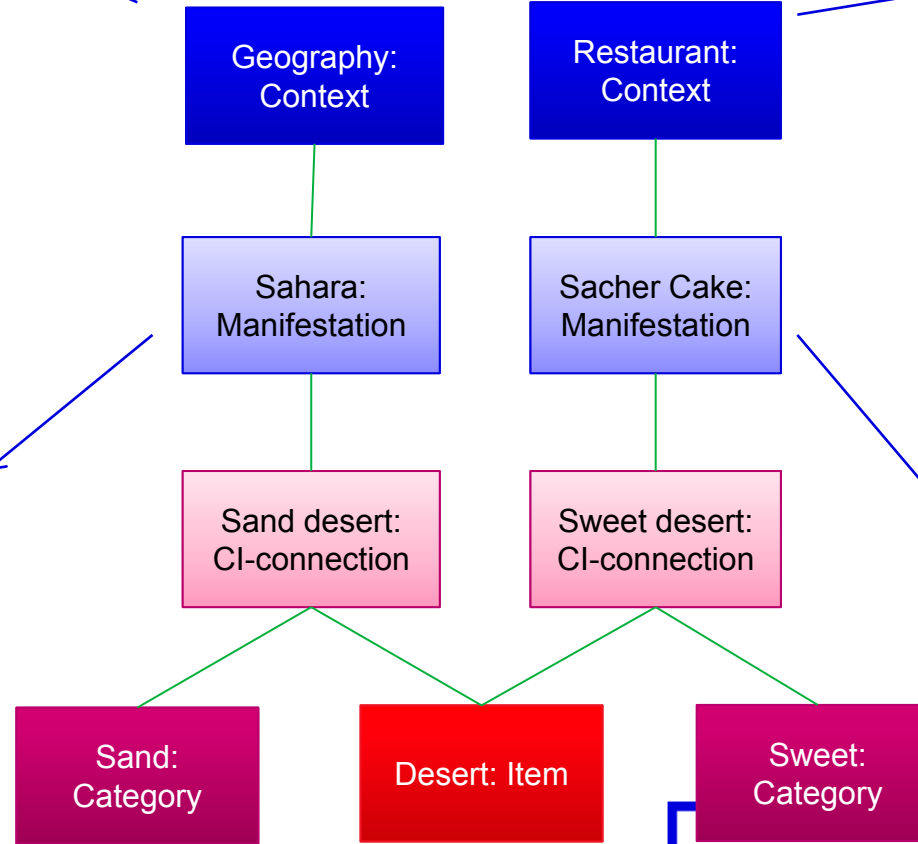 Geography:
Context
Restaurant:
Context
Sahara:
Manifestation
Sacher Cake:
Manifestation
Sand desert:
CI-connection
Sweet desert:
CI-connection
Sand:
Category
Desert: Item
Sweet:
Category